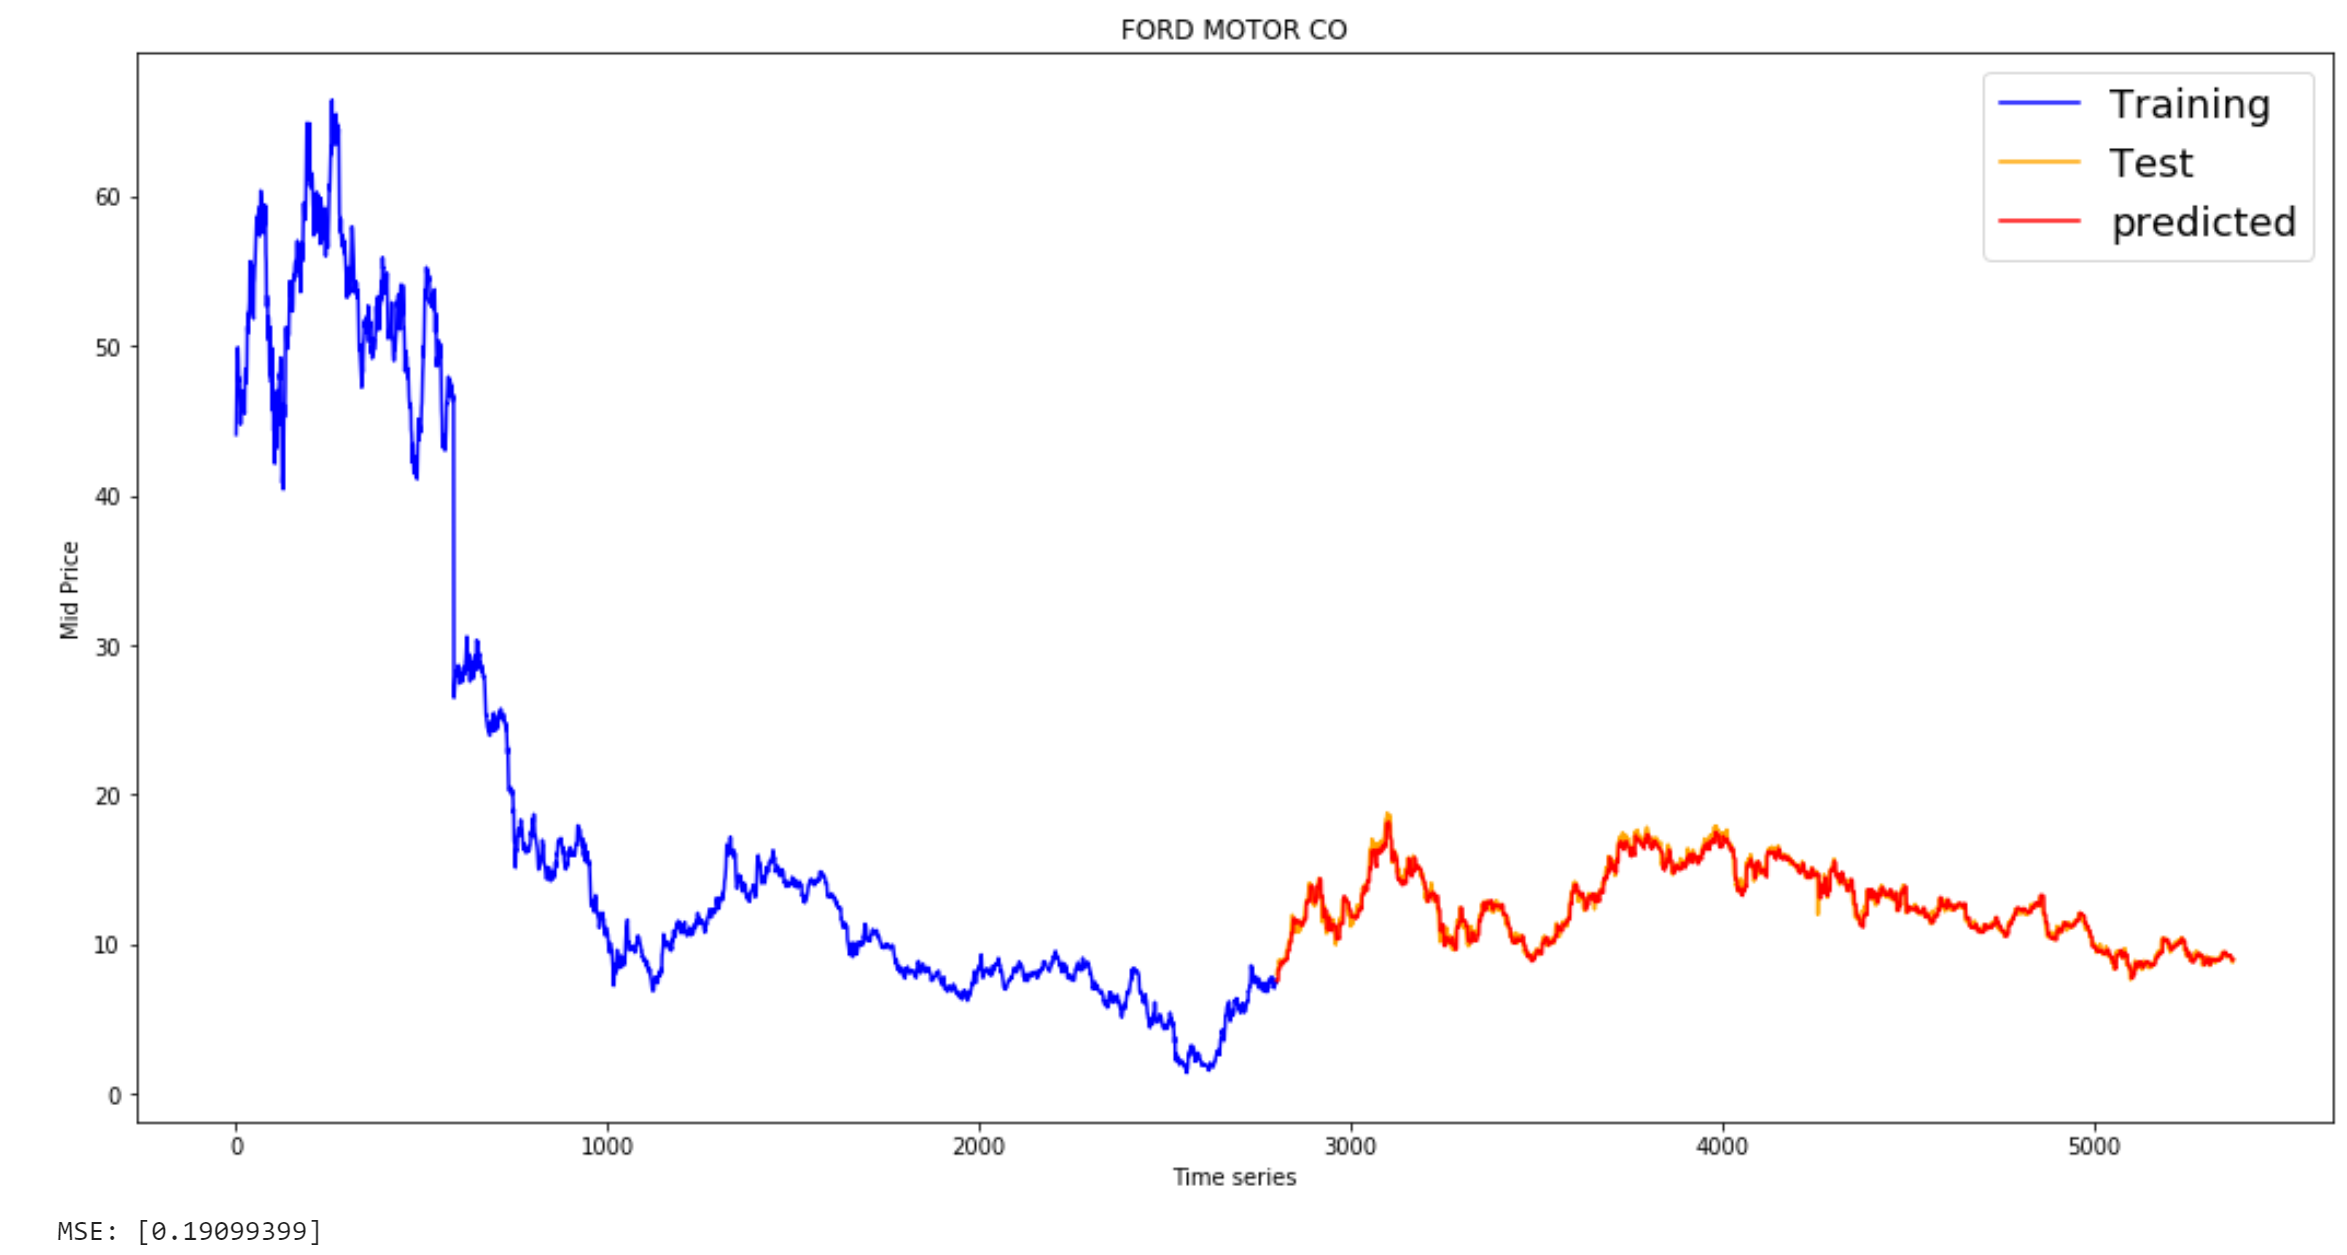 FORD MOTOR CO
Training
Test
predicted
60
50
40
30
20
10
0
Mid Price
0 1000 2000 3000 4000 5000
Time series
MSE: [0.19099399]